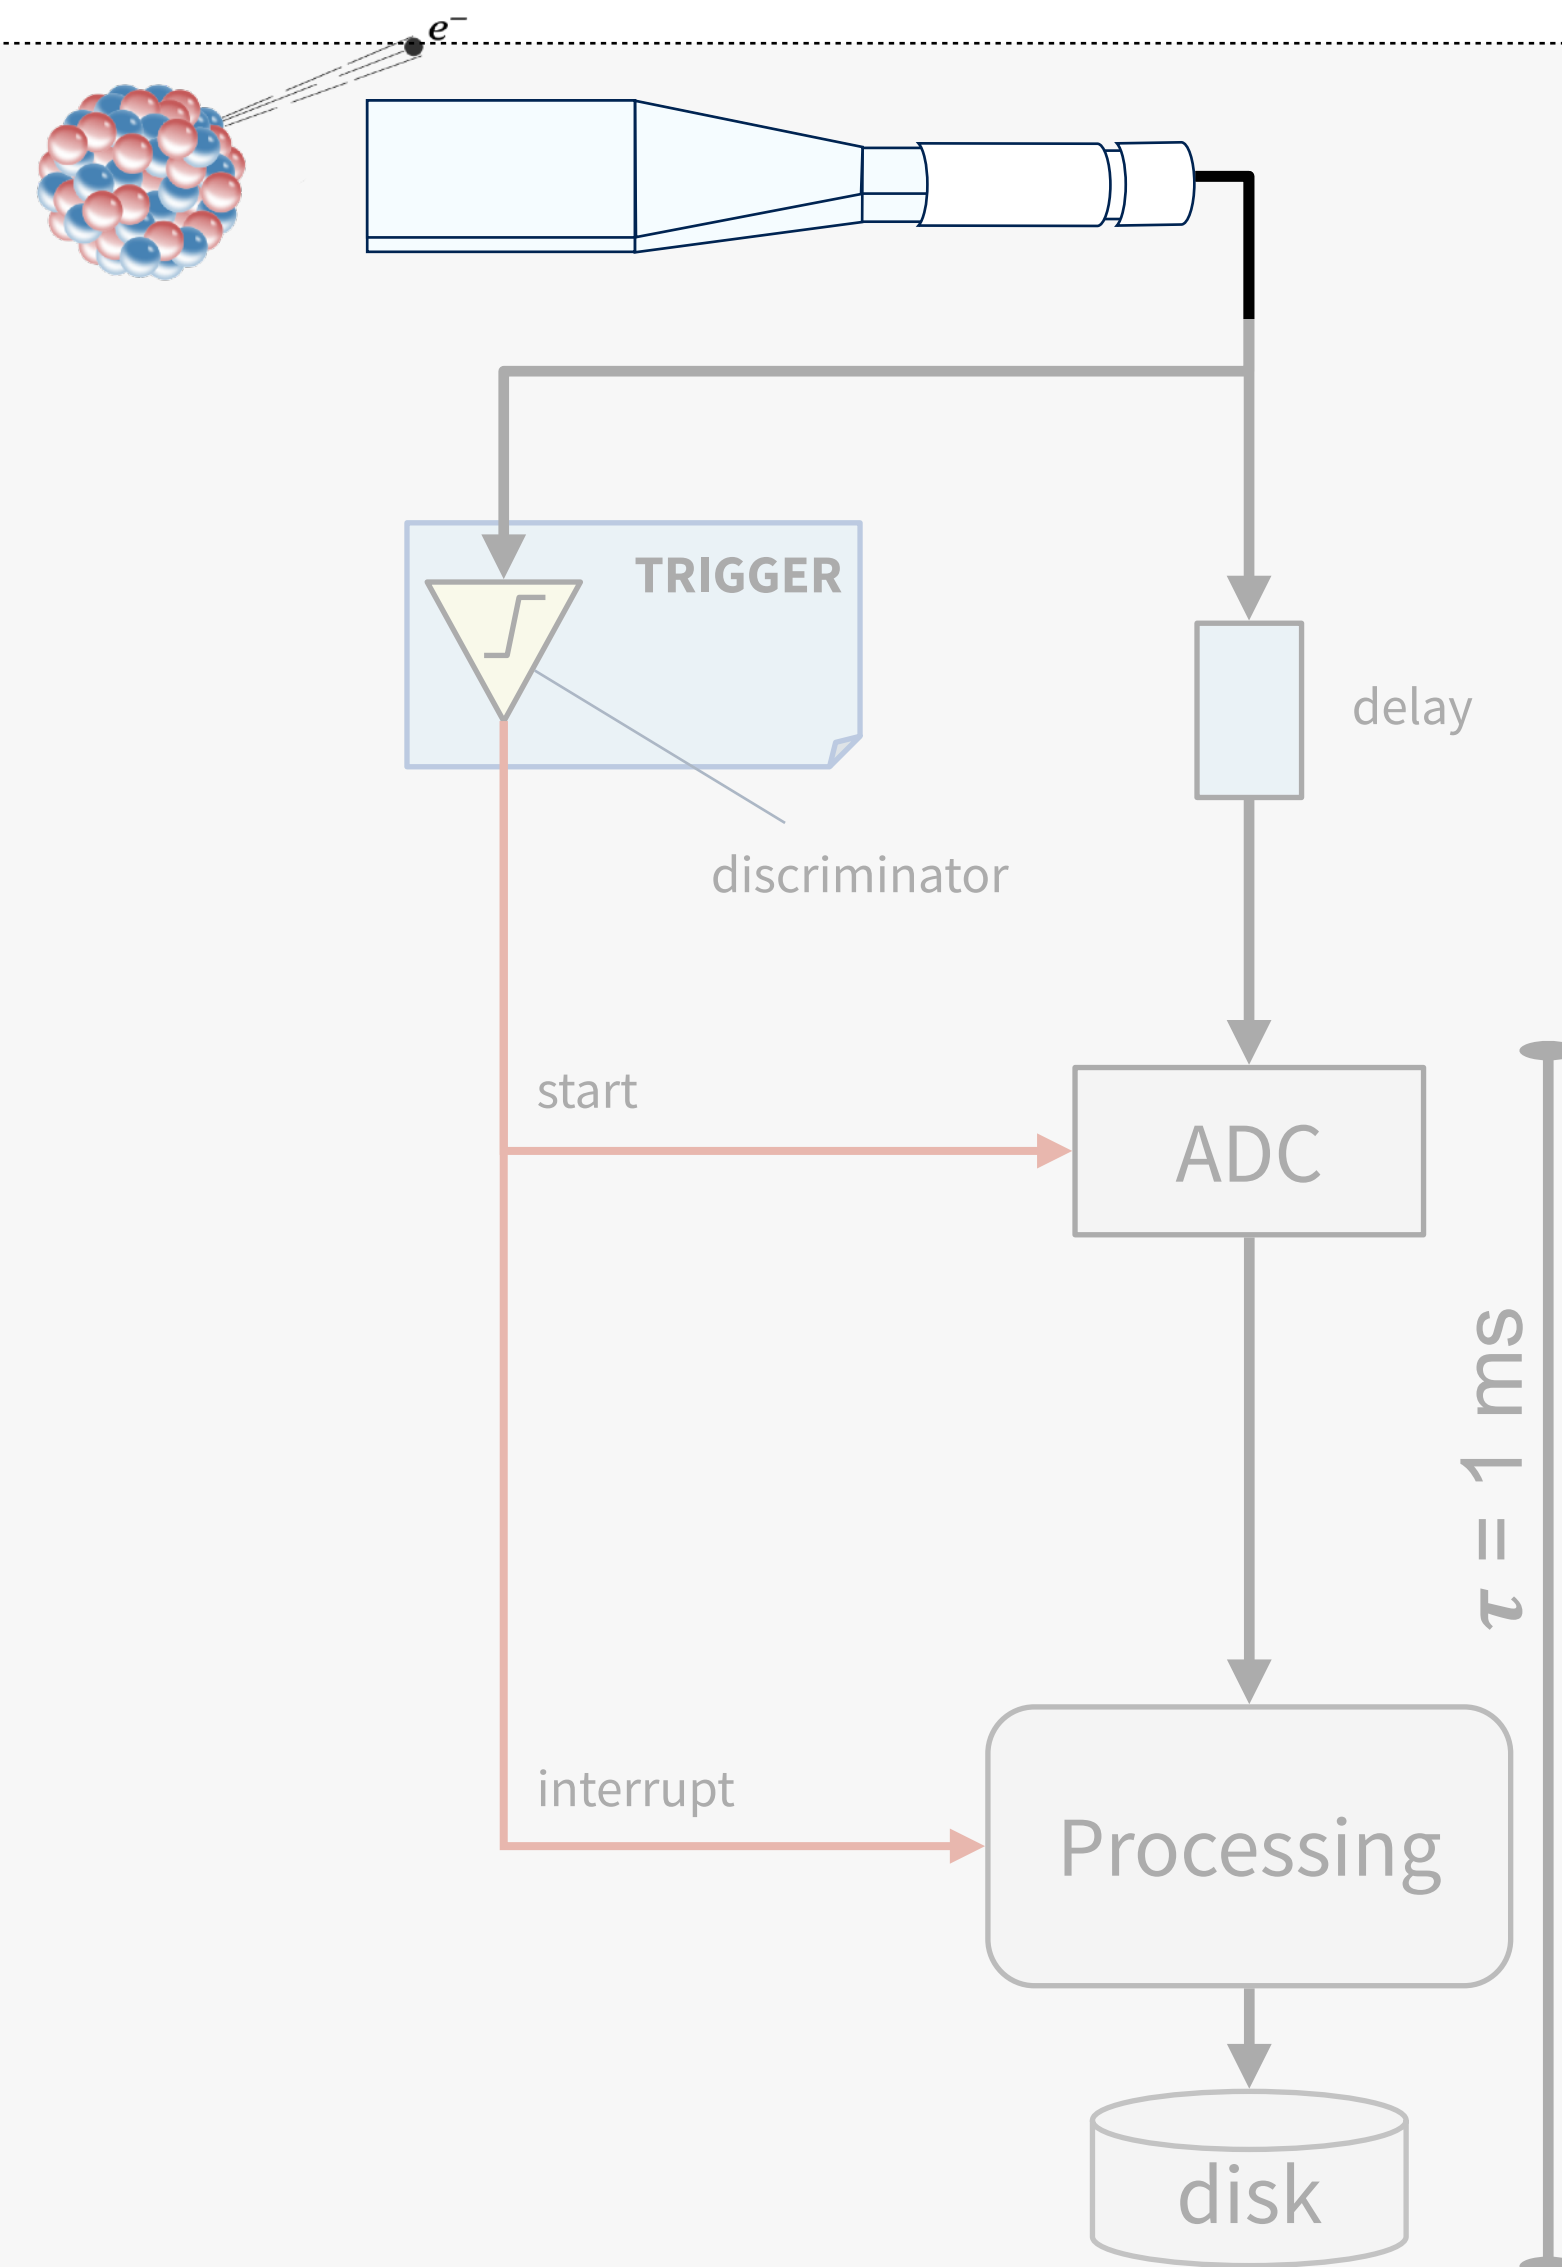 e⁻
TRIGGER
delay
discriminator
start
ADC
τ = 1 ms
interrupt
Processing
disk